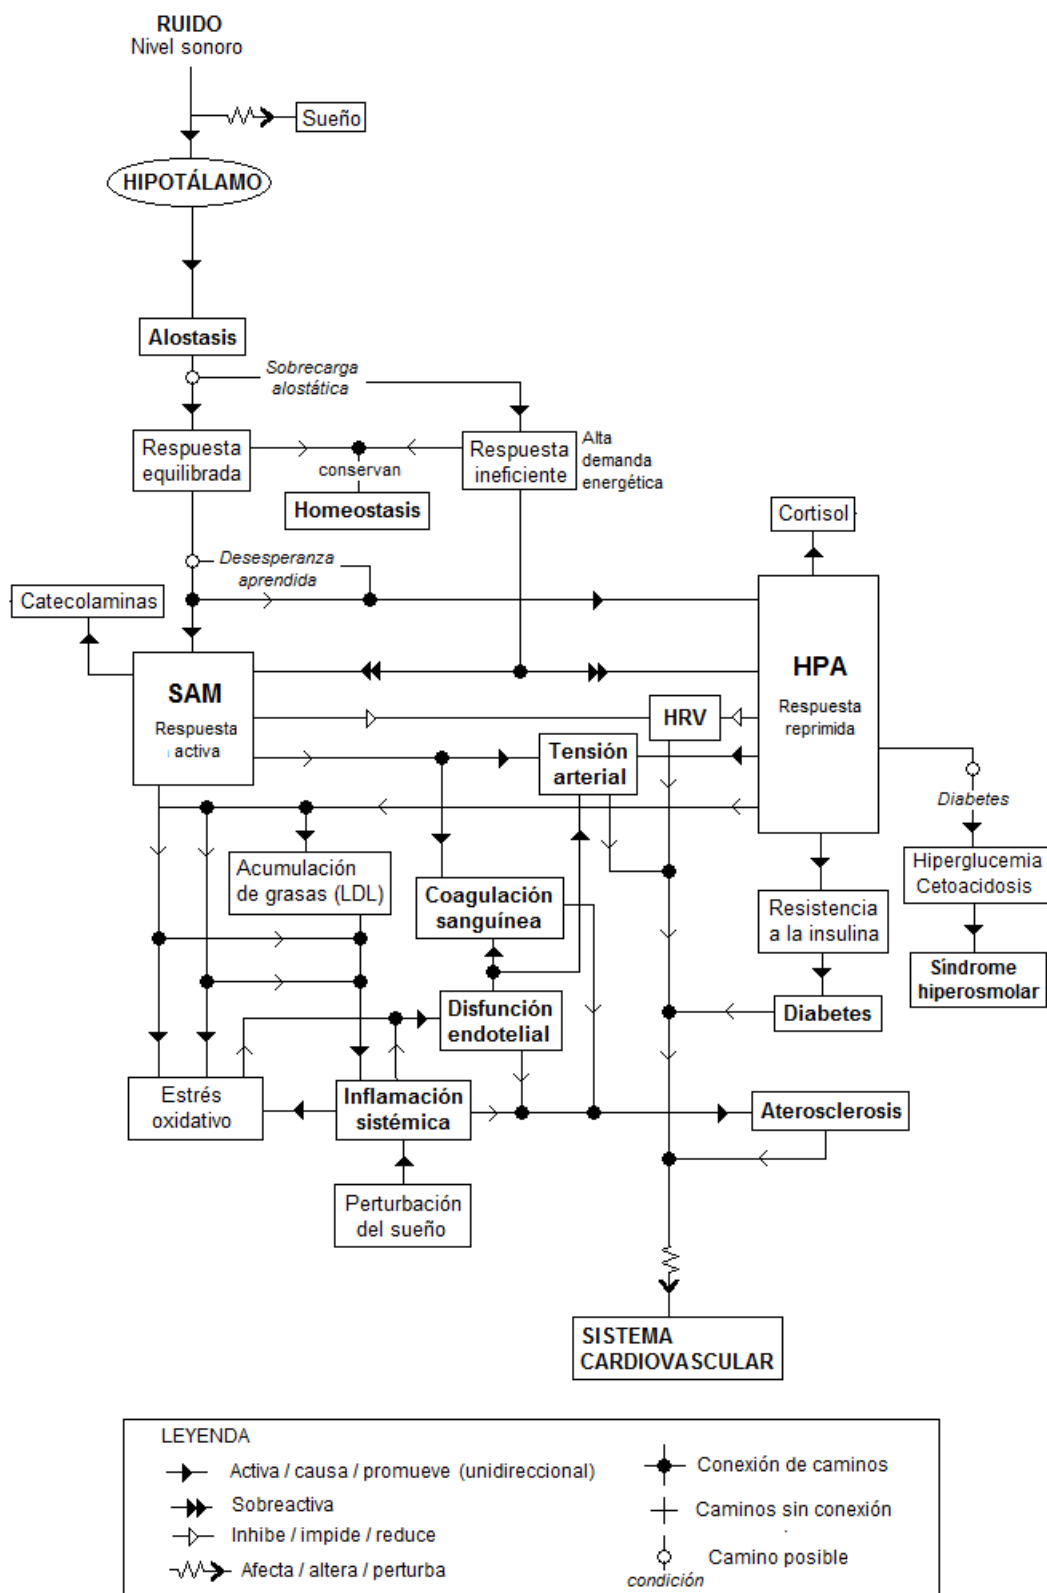 RUIDO
Nivel sonoro
Sueño
HIPOTÁLAMO
Alostasis
Sobrecarga
alostática
Respuesta
equilibrada
conservan
Homeostasis
Respuesta
ineficiente
Alta
demanda
energética
Cortisol
Desesperanza
aprendida
Catecolaminas
SAM
Respuesta
activa
HPA
Respuesta
reprimida
HRV
Tensión
arterial
Diabetes
Acumulación
de grasas (LDL)
Coagulación
sanguínea
Hiperglucemia
Cetoacidosis
Resistencia
a la insulina
Síndrome
hiperosmolar
Disfunción
endotelial
Diabetes
Estrés
oxidativo
Inflamación
sistémica
Aterosclerosis
Perturbación
del sueño
SISTEMA
CARDIOVASCULAR
LEYENDA
Activa / causa / promueve (unidireccional)
Sobreactiva
Inhibe / impide / reduce
Afecta / altera / perturba
Conexión de caminos
Caminos sin conexión
Camino posible
condición